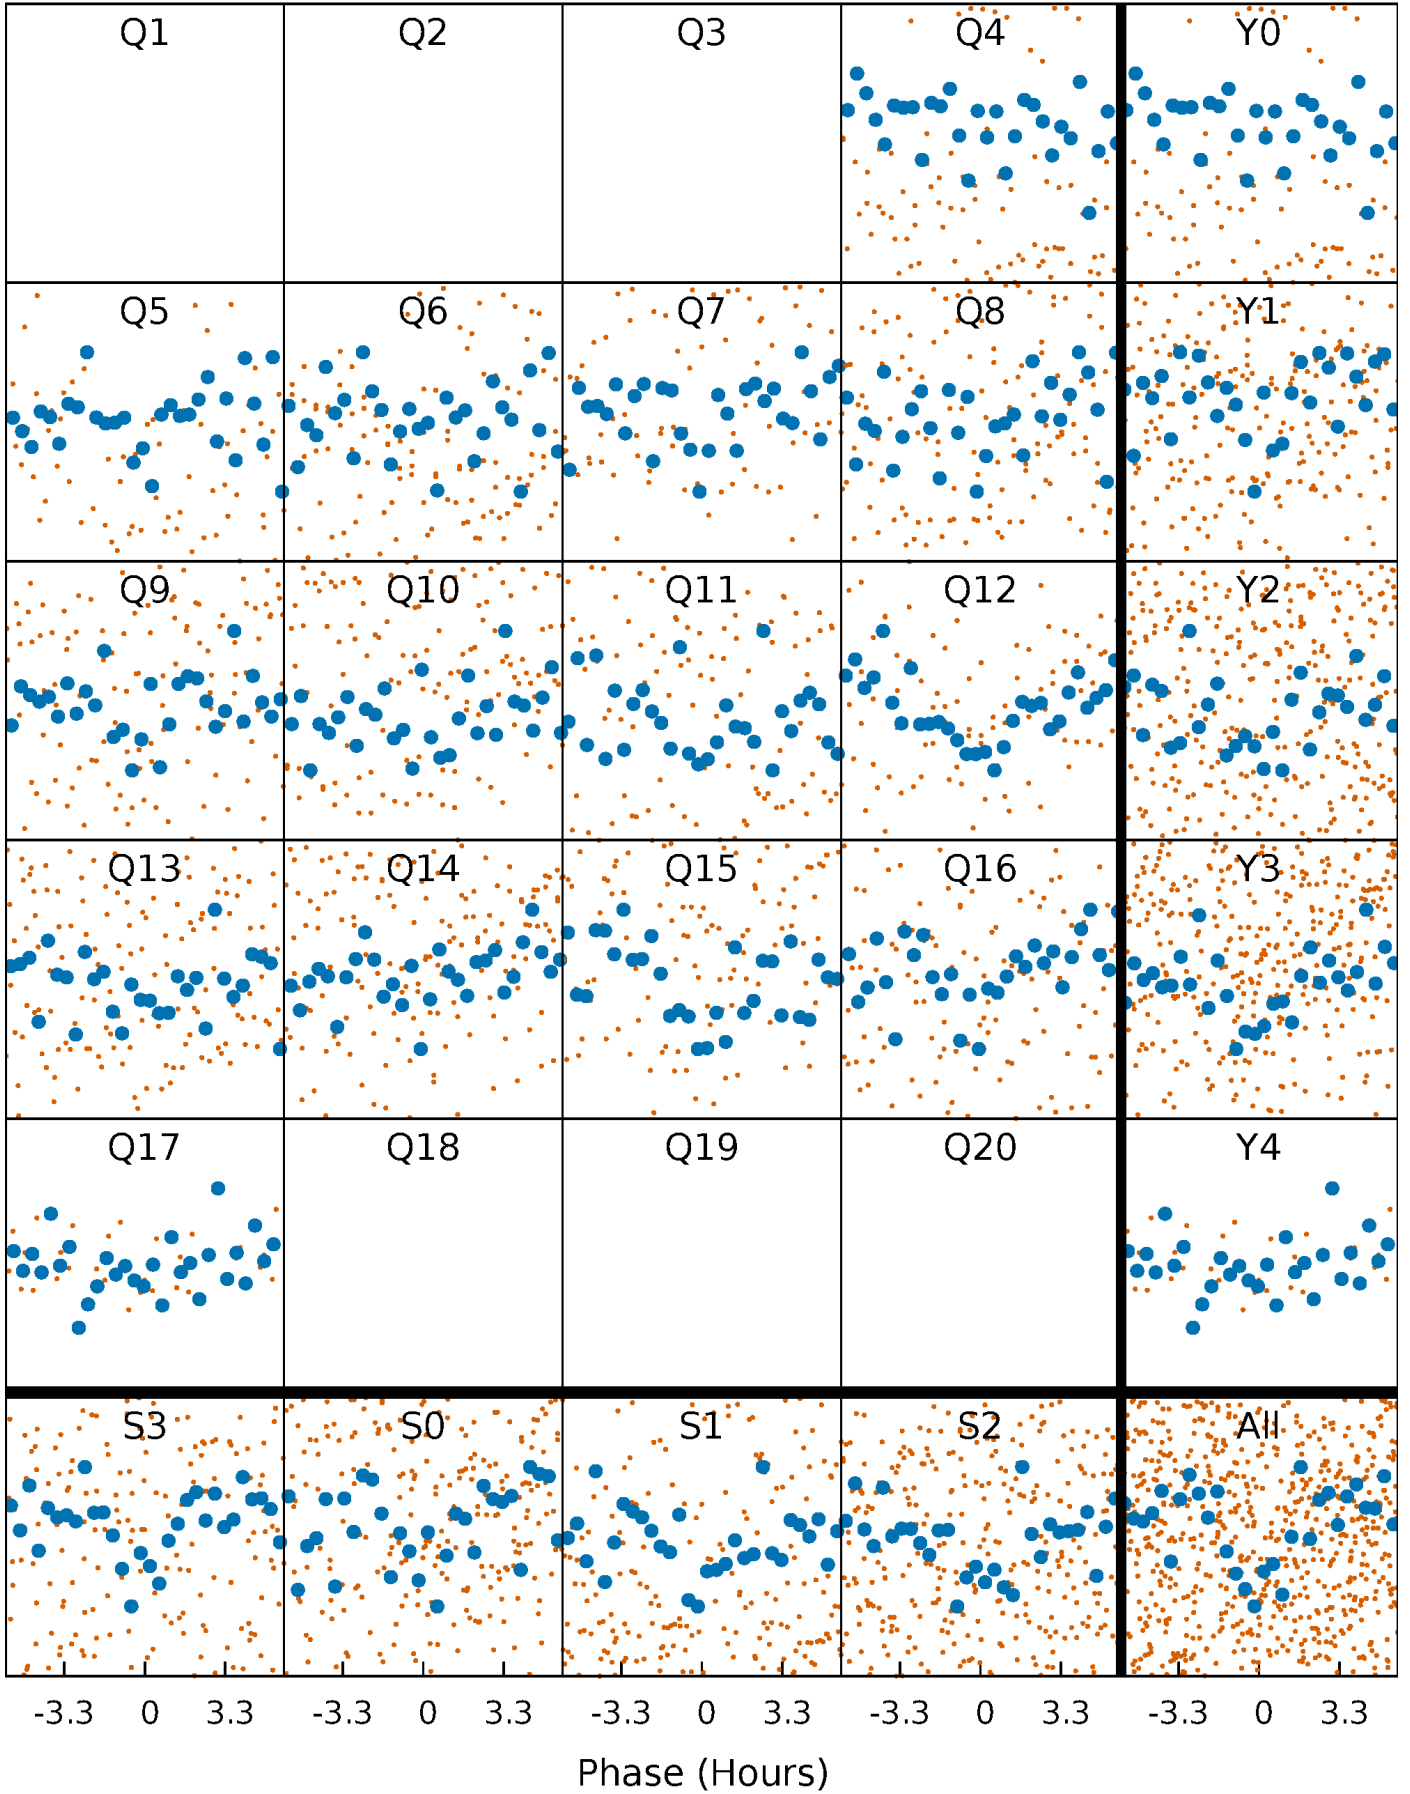 Q1 Q2 Q3 Q4 Y0
Q5 Q6 Q7 Q8 Y1
Q9 Q10 Q11 Q12 Y2
Q13 Q14 Q15 Q16 Y3
Q17 Q18 Q19 Q20 Y4
S3 S0 S1 S2 All
-3.3 0 3.3 -3.3 0 3.3 -3.3 0 3.3 -3.3 0 3.3 -3.3 0 3.3
Phase (Hours)